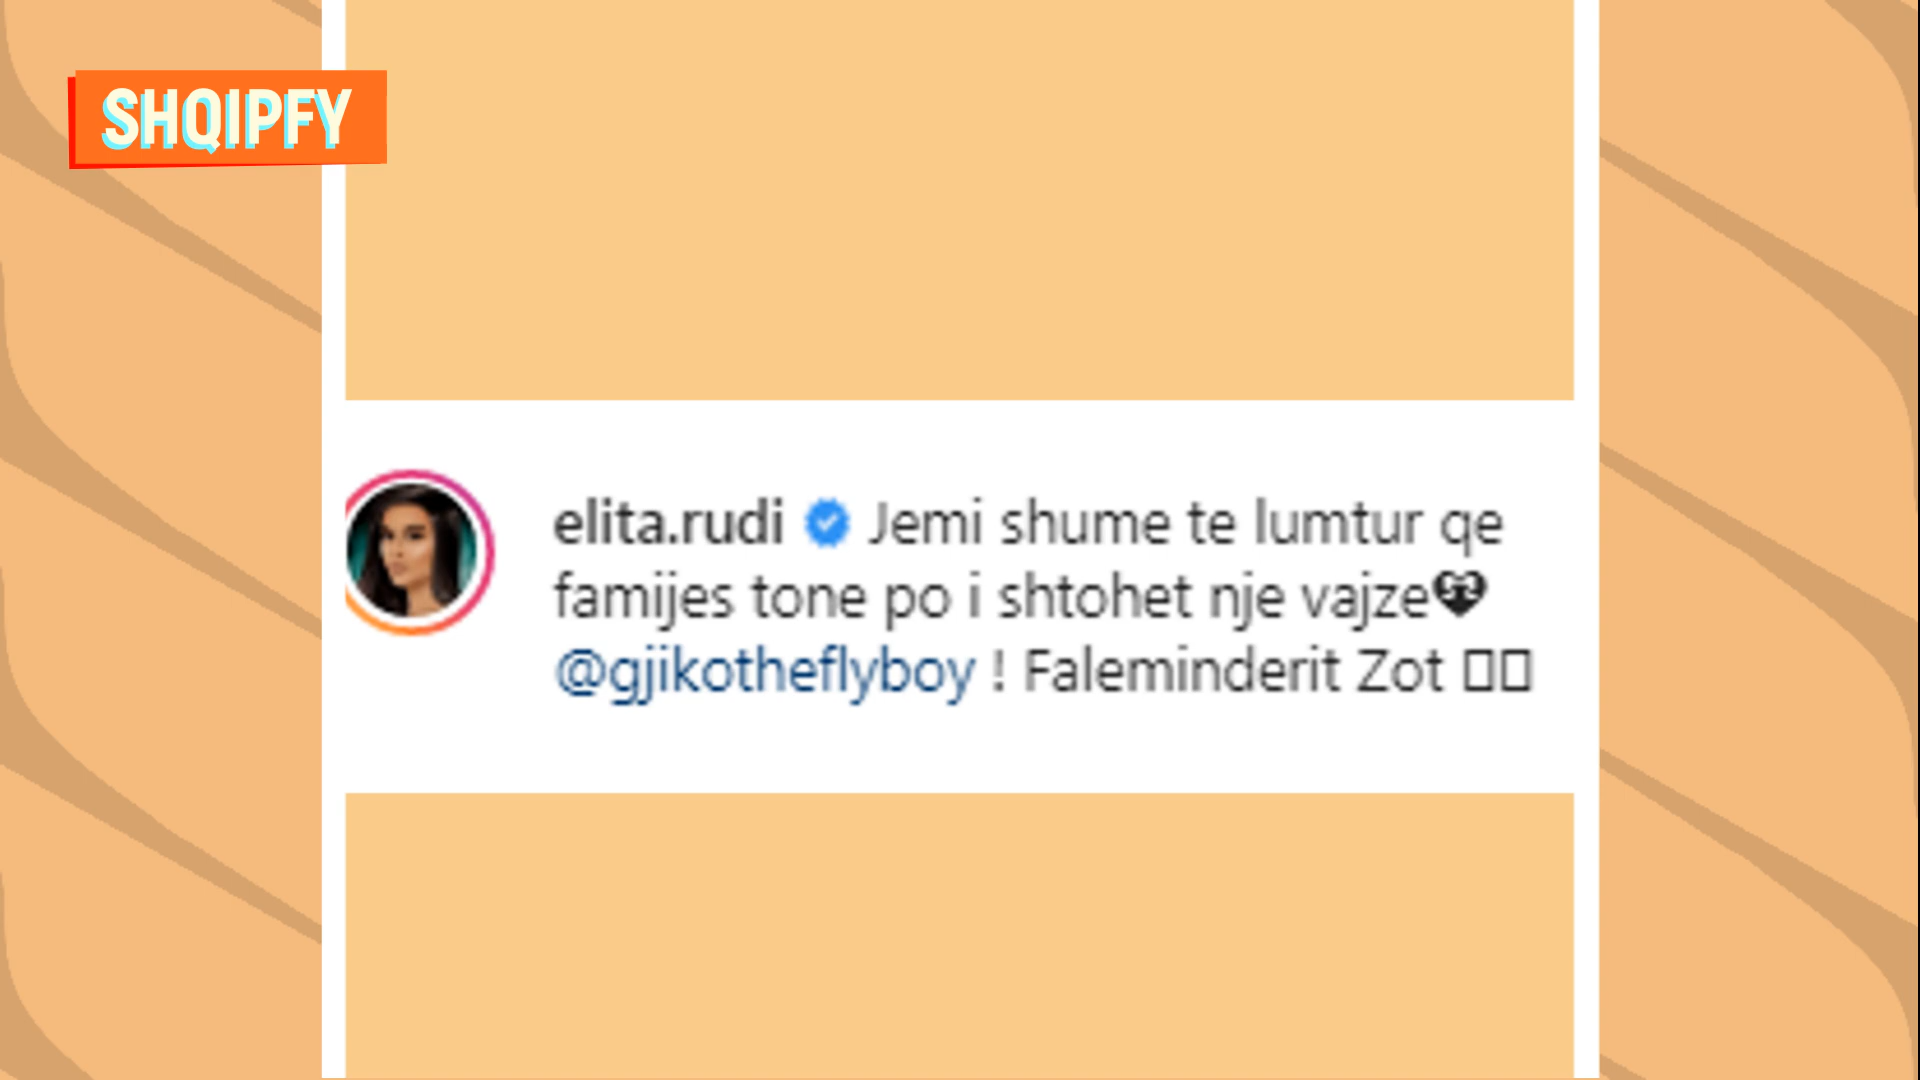 SHQIPFY
elita.rudi Jemi shume te lumtur qe
famijes tone po i shtohet nje vajze
@gjikotheflyboy ! Faleminderit Zot